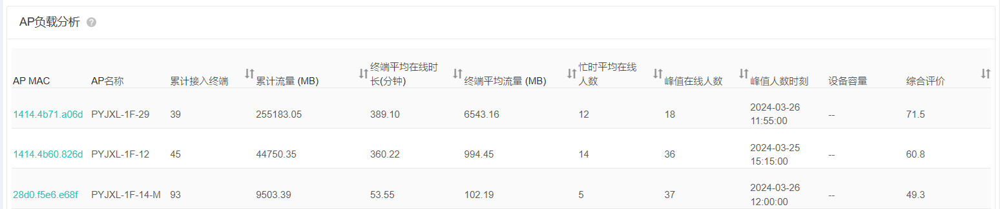 AP负载分析 ?
AP MAC AP名称 累计接入终端 累计流量 (MB) 终端平均在线时长(分钟) 终端平均流量 (MB) 忙时平均在线人数 峰值在线人数 峰值人数时刻 设备容量 综合评价
1414.4b71.a06d PYJXL-1F-29 39 255183.05 389.10 6543.16 12 18 2024-03-26 11:55:00 -- 71.5
1414.4b60.826d PYJXL-1F-12 45 44750.35 360.22 994.45 14 36 2024-03-25 15:15:00 -- 60.8
28d0.f5e6.e68f PYJXL-1F-14-M 93 9503.39 53.55 102.19 5 37 2024-03-26 12:00:00 -- 49.3